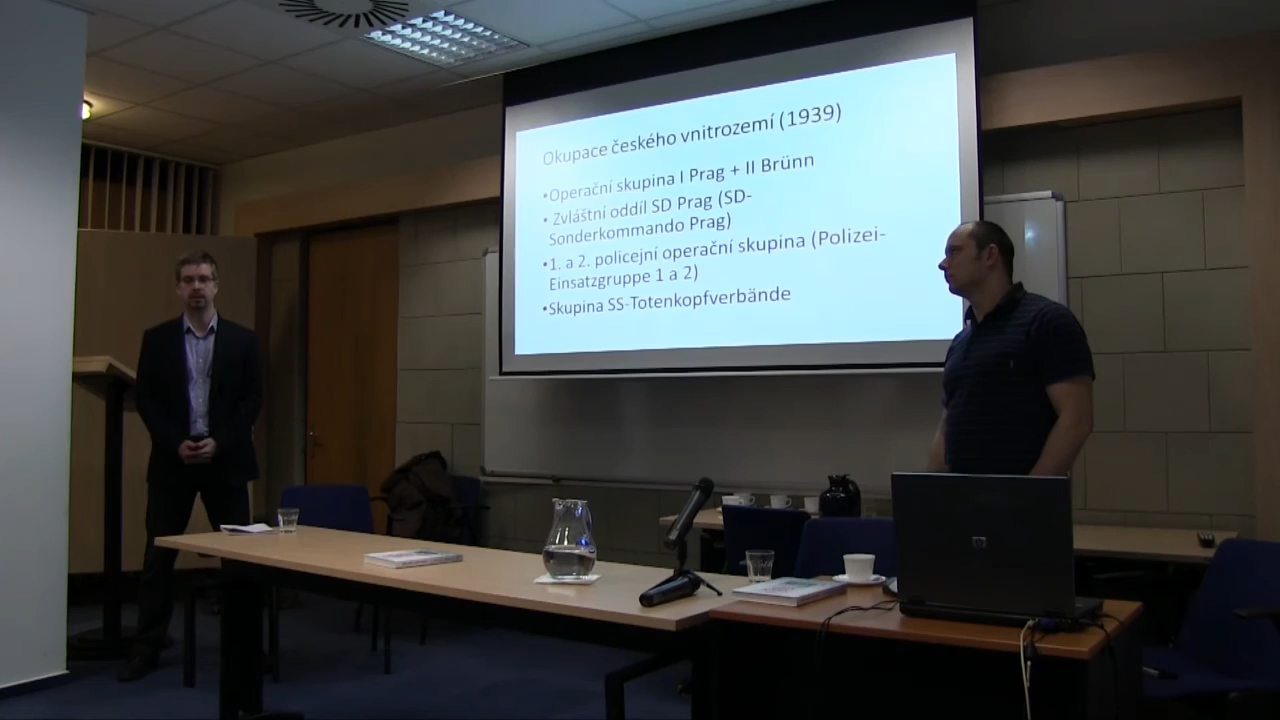 Okupace českého vnitrozemí (1939)
•Operační skupina I Prag + II Brünn
• Zvláštní oddíl SD Prag (SD-
Sonderkommando Prag)
•1. a 2. policejní operační skupina (Polizei-
Einsatzgruppe 1 a 2)
•Skupina SS-Totenkopfverbände
hp